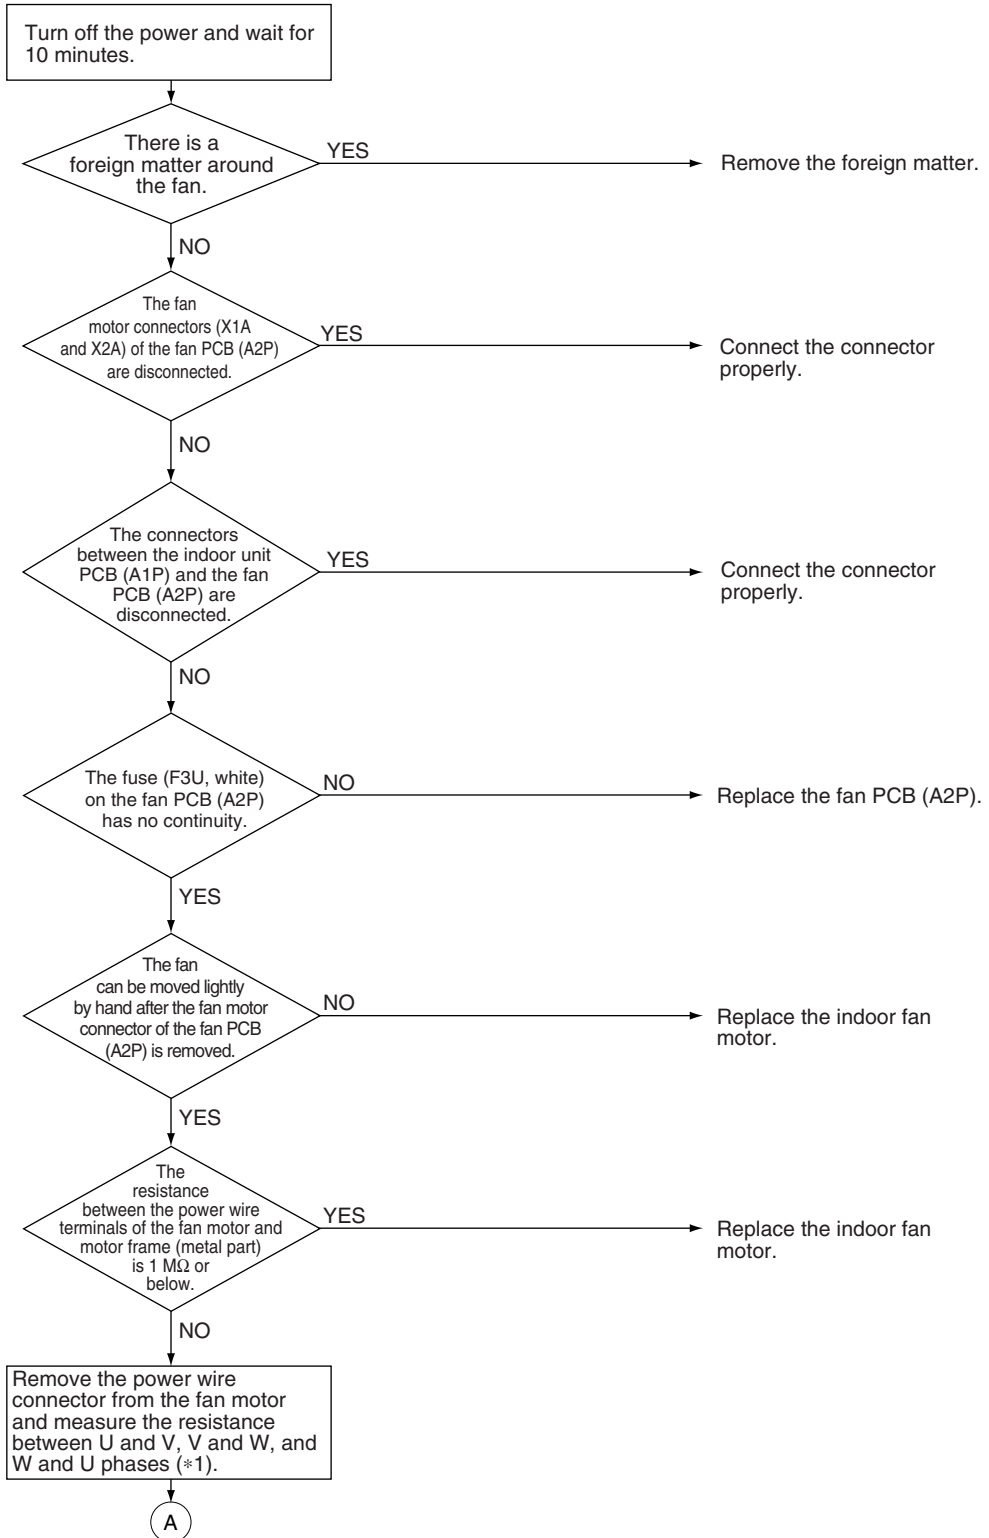 Turn off the power and wait for
10 minutes.
There is a
foreign matter around
the fan.
YES
Remove the foreign matter.
NO
The fan
motor connectors (X1A
and X2A) of the fan PCB (A2P)
are disconnected.
YES
Connect the connector
properly.
NO
The connectors
between the indoor unit
PCB (A1P) and the fan
PCB (A2P) are
disconnected.
YES
Connect the connector
properly.
NO
The fuse (F3U, white)
on the fan PCB (A2P)
has no continuity.
NO
Replace the fan PCB (A2P).
YES
The fan
can be moved lightly
by hand after the fan motor
connector of the fan PCB
(A2P) is removed.
NO
Replace the indoor fan
motor.
YES
The
resistance
between the power wire
terminals of the fan motor and
motor frame (metal part)
is 1 MΩ or
below.
YES
Replace the indoor fan
motor.
NO
Remove the power wire
connector from the fan motor
and measure the resistance
between U and V, V and W, and
W and U phases (*1).
A